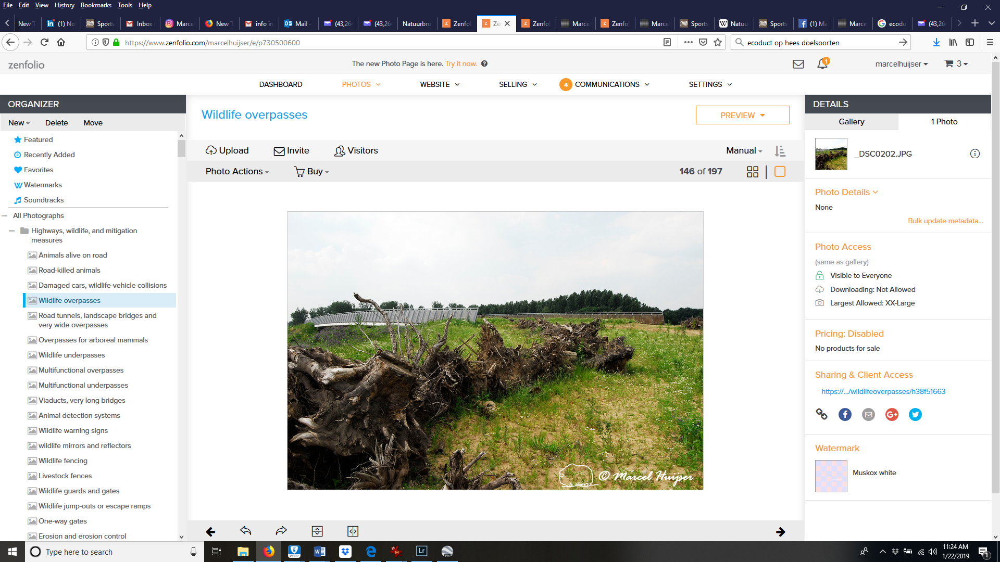 File Edit View History Bookmarks Tools Help
New T
(1) No
Sports
Inbox
Marce
New T
info in
Mail -
(43,26
(43,26
Natuurbru
Zenfo
Ze
Zenfo
Marce
Zenfo
Marce
Sports
Natuu
Sports
(1) Ma
Marce
ecodu
(43,26
https://www.zenfolio.com/marcelhuijser/e/p730500600
ecoduct op hees doelsoorten
zenfolio
The new Photo Page is here. Try it now.
1
marcelhuijser
3
DASHBOARD
PHOTOS
WEBSITE
SELLING
4 COMMUNICATIONS
SETTINGS
ORGANIZER
New
Delete
Move
Featured
Recently Added
Favorites
Watermarks
Soundtracks
All Photographs
Highways, wildlife, and mitigation
measures
Animals alive on road
Road-killed animals
Damaged cars, wildlife-vehicle collisions
Wildlife overpasses
Road tunnels, landscape bridges and
very wide overpasses
Overpasses for arboreal mammals
Wildlife underpasses
Multifunctional overpasses
Multifunctional underpasses
Viaducts, very long bridges
Animal detection systems
Wildlife warning signs
wildlife mirrors and reflectors
Wildlife fencing
Livestock fences
Wildlife guards and gates
Wildlife jump-outs or escape ramps
One-way gates
Erosion and erosion control
Wildlife overpasses
PREVIEW
Upload
Invite
Visitors
Manual
Photo Actions
Buy
146 of 197
© Marcel Huijser
DETAILS
Gallery
1 Photo
_DSC0202.JPG
Photo Details
None
Bulk update metadata...
Photo Access
(same as gallery)
Visible to Everyone
Downloading: Not Allowed
Largest Allowed: XX-Large
Pricing: Disabled
No products for sale
Sharing & Client Access
https://.../wildlifeoverpasses/h38f51663
Watermark
Muskox white
Type here to search
11:24 AM
1/22/2019